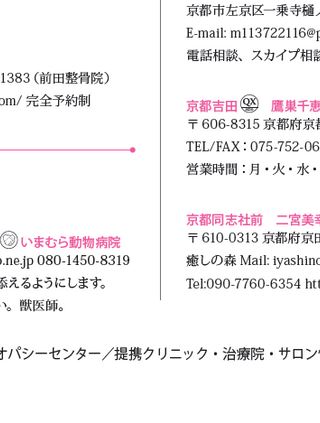 1383（前田整骨院）
om/ 完全予約制
いまむら動物病院
o.ne.jp 080-1450-8319
添えるようにします。
い。獣医師。
京都市左京区一乗寺樋ノ
E-mail: m113722116@p
電話相談、スカイプ相談
京都吉田 鷹巣千恵
〒606-8315 京都府京都
TEL/FAX：075-752-06
営業時間：月・火・水・
京都同志社前　二宮美幸
〒610-0313 京都府京田
癒しの森 Mail: iyashino
Tel:090-7760-6354 htt
オパシーセンター／提携クリニック・治療院・サロン